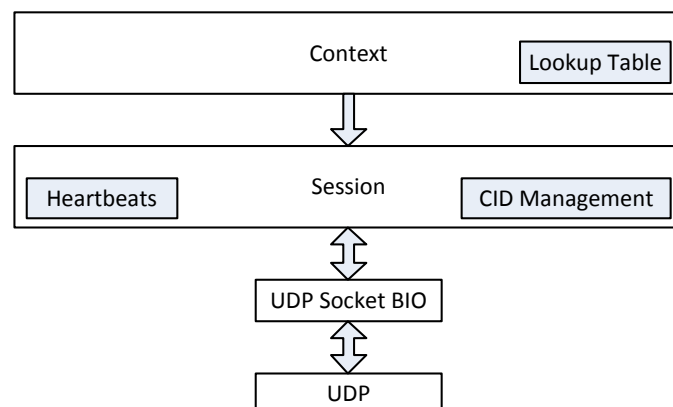 Context
Lookup Table
Session
Heartbeats
CID Management
UDP Socket BIO
UDP